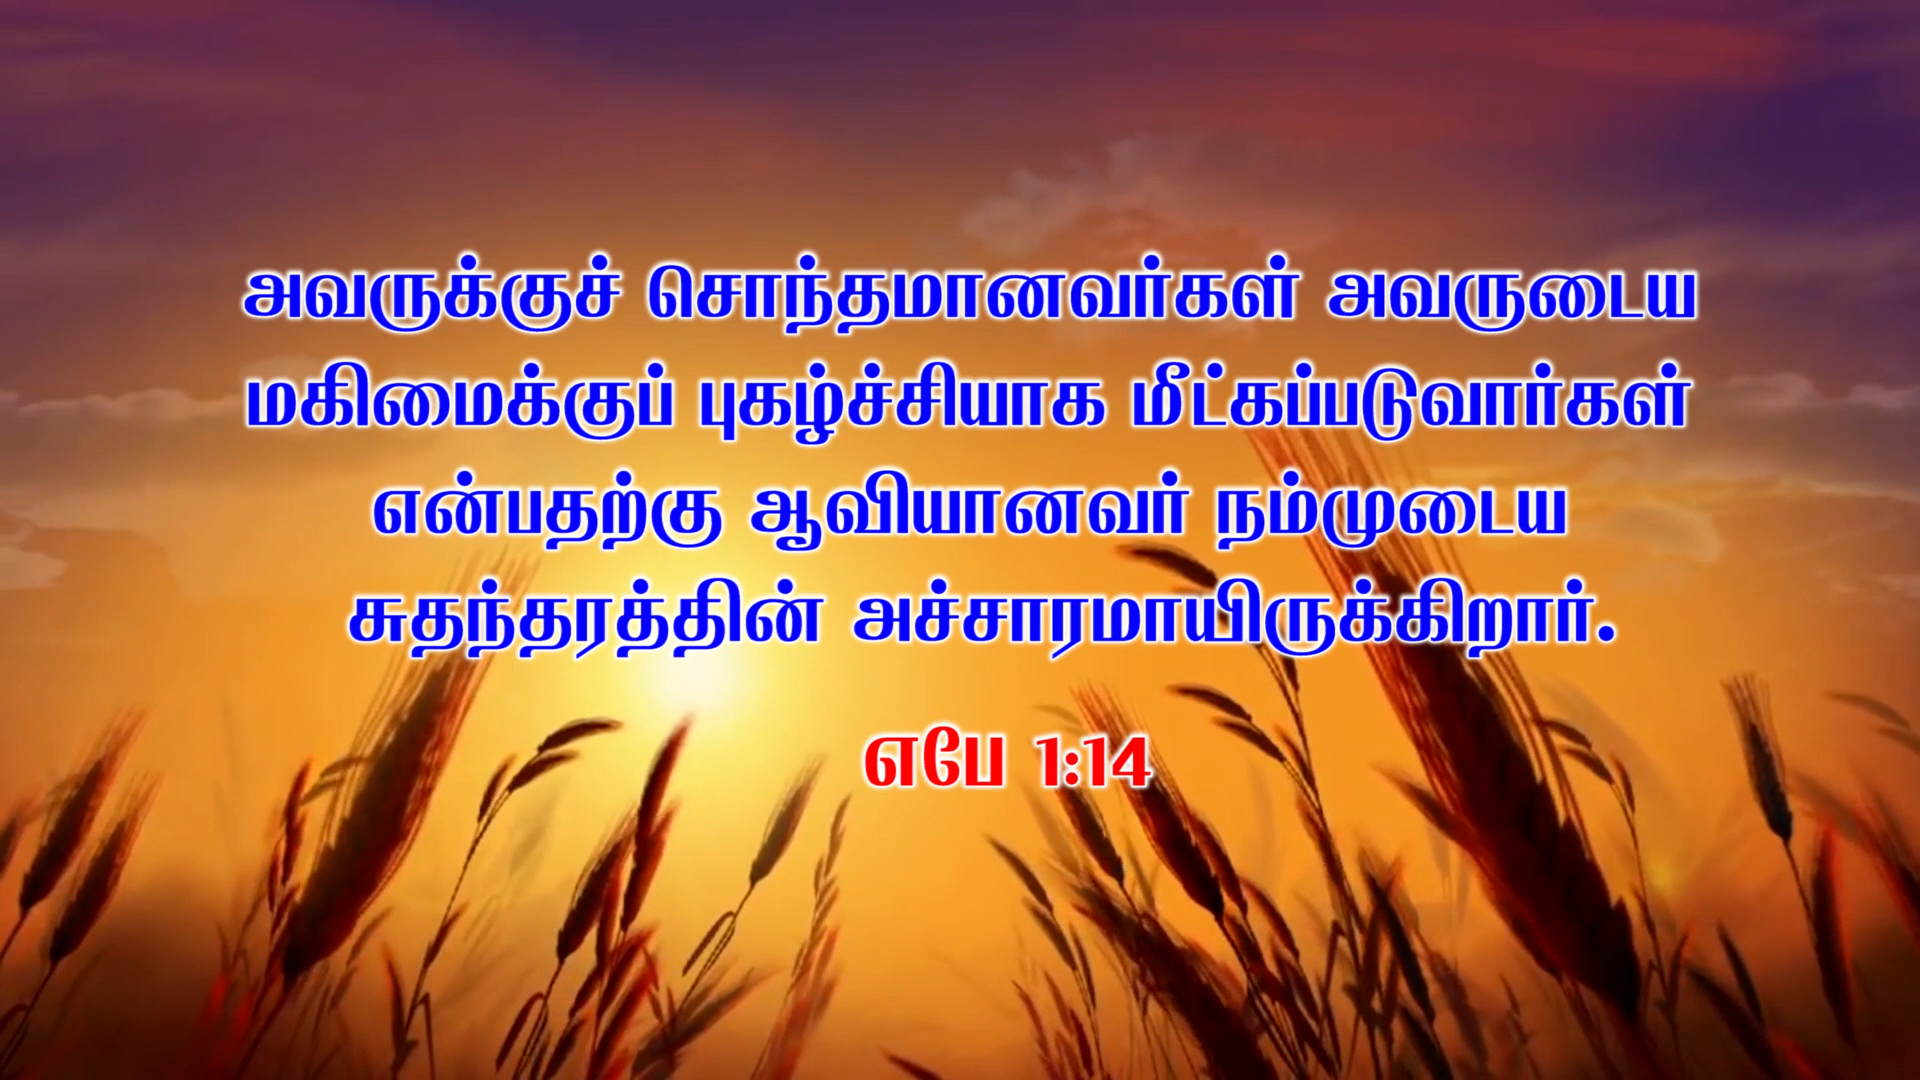 அவருக்குச் சொந்தமானவர்கள் அவருடைய
மகிமைக்குப் புகழ்ச்சியாக மீட்கப்படுவார்கள்
என்பதற்கு ஆவியானவர் நம்முடைய
சுதந்தரத்தின் அச்சாரமாயிருக்கிறார்.
எபே 1:14